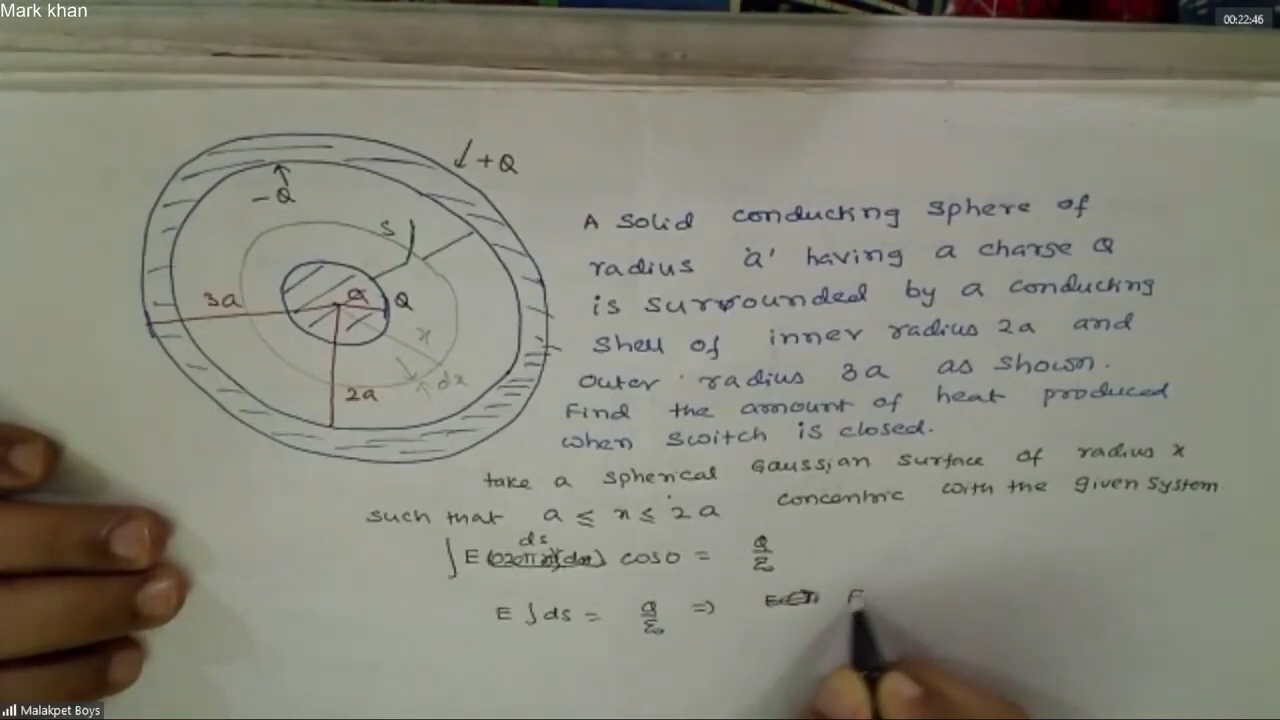 Mark khan
00:22:46
+Q
-Q
S
3a
a
Q
x
dx
2a
A solid conducting sphere of
radius 'a' having a charse Q
is surrounded by a conducting
shell of inner radius 2a and
outer radius 3a as shown.
Find the amount of heat produced
when switch is closed.
take a spherical Gaussian surface of radius x
such that a ≤ x ≤ 2a concentric with the given system
ds
∫ E cos0 = Q/ε₀
E ∫ ds = Q/ε₀ ⇒
Malakpet Boys